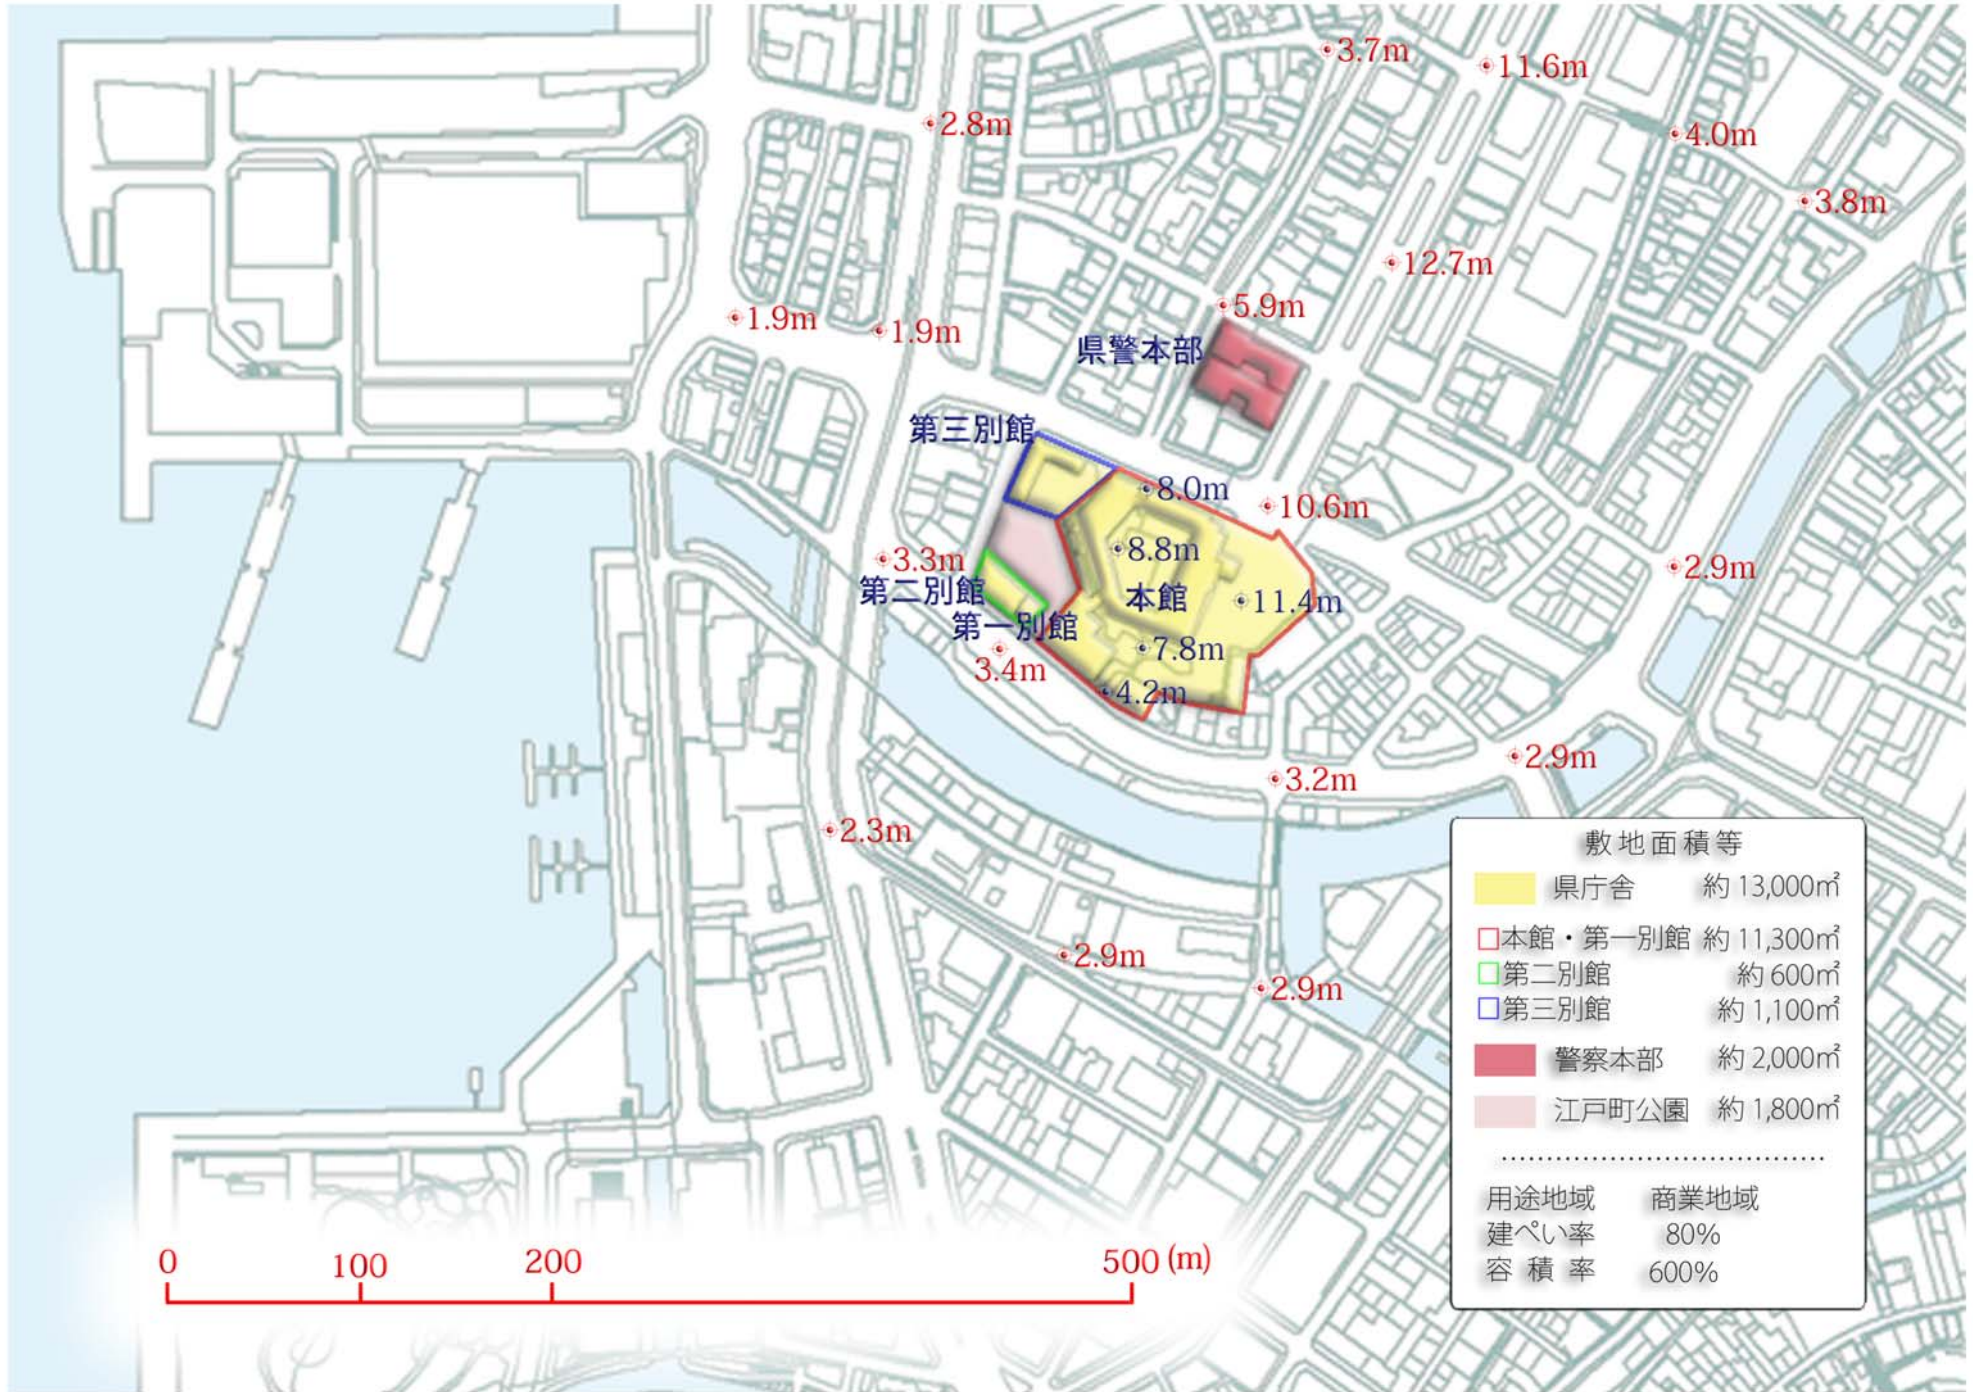 3.7m
11.6m
2.8m
4.0m
3.8m
12.7m
5.9m
1.9m
1.9m
県警本部
第三別館
8.0m
10.6m
8.8m
3.3m
2.9m
第二別館
本館
11.4m
第一別館
7.8m
3.4m
4.2m
2.9m
3.2m
2.3m
2.9m
2.9m
敷地面積等
県庁舎 約13,000㎡
本館・第一別館 約11,300㎡
第二別館 約600㎡
第三別館 約1,100㎡
警察本部 約2,000㎡
江戸町公園 約1,800㎡
用途地域 商業地域
建ぺい率 80%
容積率 600%
0 100 200 500 (m)